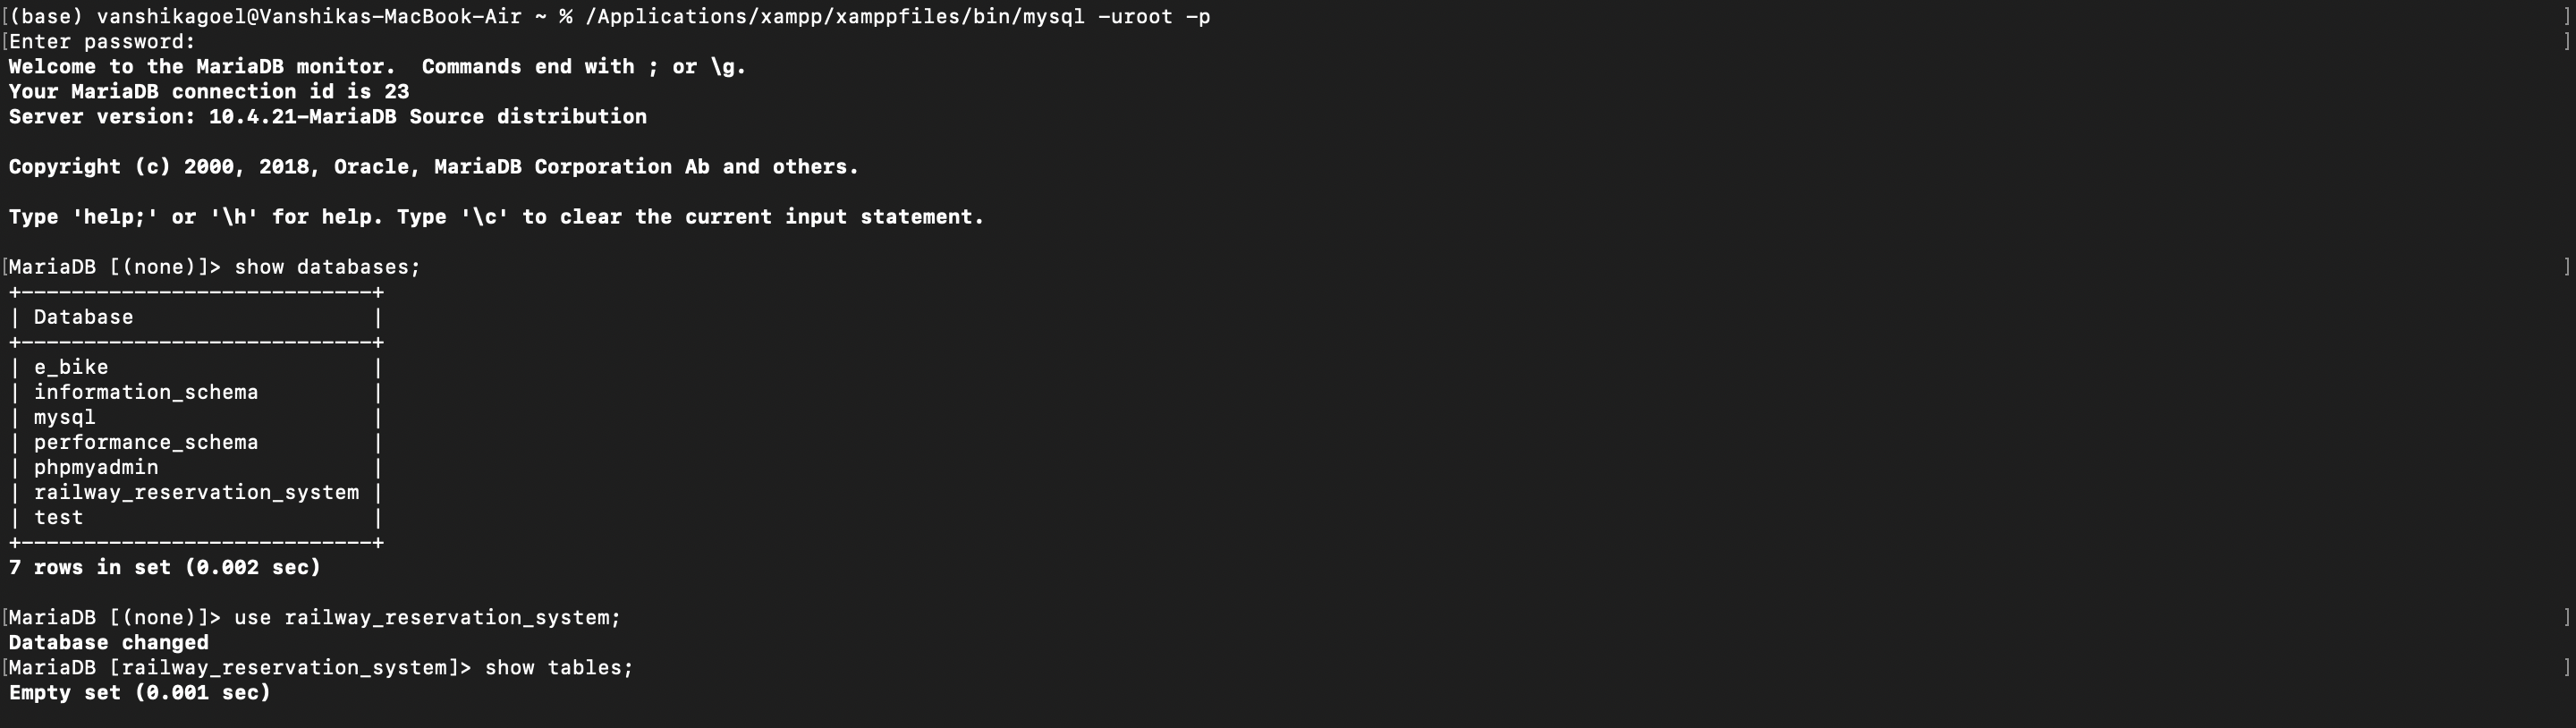 [(base) vanshikagoel@Vanshikas-MacBook-Air ~ % /Applications/xampp/xamppfiles/bin/mysql -uroot -p ]
[Enter password: ]
Welcome to the MariaDB monitor.  Commands end with ; or \g.
Your MariaDB connection id is 23
Server version: 10.4.21-MariaDB Source distribution

Copyright (c) 2000, 2018, Oracle, MariaDB Corporation Ab and others.

Type 'help;' or '\h' for help. Type '\c' to clear the current input statement.

[MariaDB [(none)]> show databases; ]
+----------------------------+
| Database                   |
+----------------------------+
| e_bike                     |
| information_schema         |
| mysql                      |
| performance_schema         |
| phpmyadmin                 |
| railway_reservation_system |
| test                       |
+----------------------------+
7 rows in set (0.002 sec)

[MariaDB [(none)]> use railway_reservation_system; ]
Database changed
[MariaDB [railway_reservation_system]> show tables; ]
Empty set (0.001 sec)